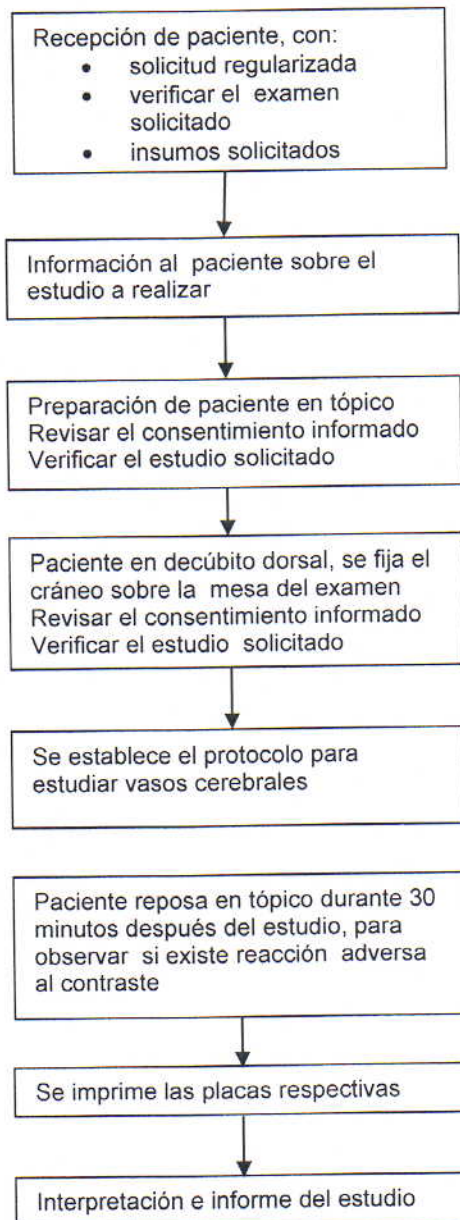 Recepción de paciente, con:
• solicitud regularizada
• verificar el examen
solicitado
• insumos solicitados
Información al paciente sobre el
estudio a realizar
Preparación de paciente en tópico
Revisar el consentimiento informado
Verificar el estudio solicitado
Paciente en decúbito dorsal, se fija el
cráneo sobre la mesa del examen
Revisar el consentimiento informado
Verificar el estudio solicitado
Se establece el protocolo para
estudiar vasos cerebrales
Paciente reposa en tópico durante 30
minutos después del estudio, para
observar si existe reacción adversa
al contraste
Se imprime las placas respectivas
Interpretación e informe del estudio